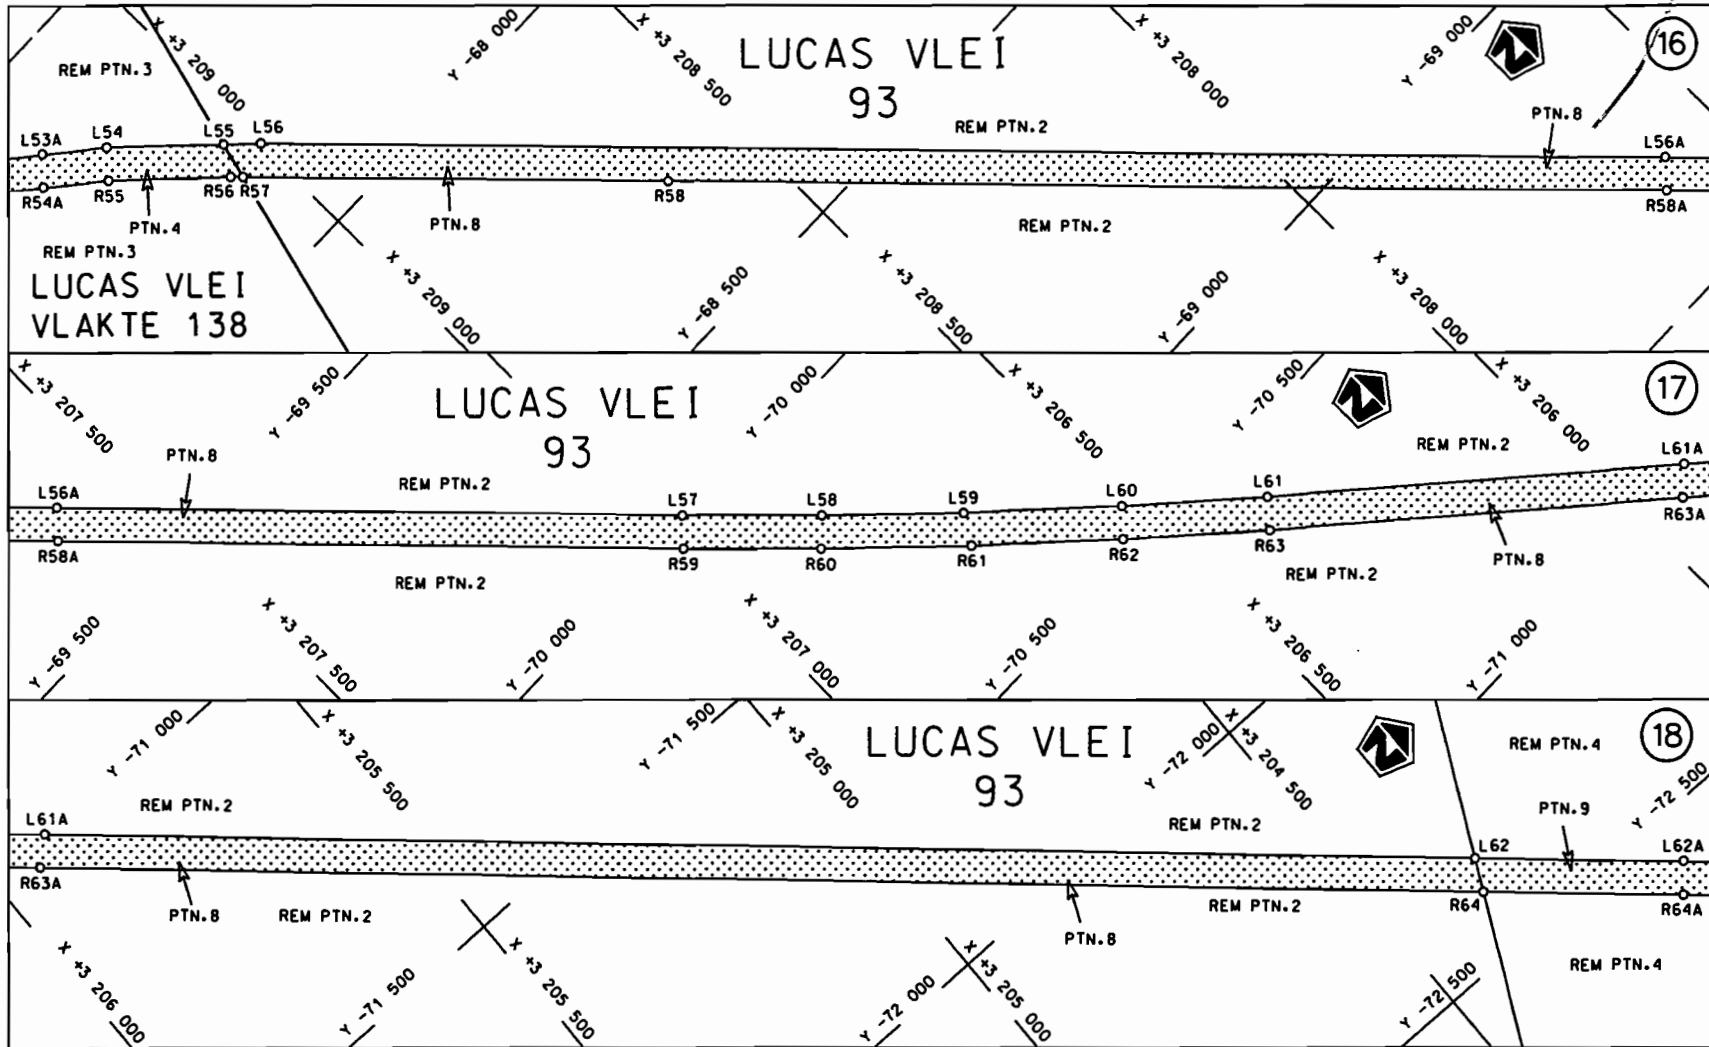 X +3 209 000
Y -68 000
X +3 208 500
LUCAS VLEI
93
X +3 208 000
Y -69 000
16
REM PTN.3
REM PTN.2
PTN.8
L53A
L54
L55
L56
L56A
R54A
R55
R56
R57
R58
R58A
PTN.4
PTN.8
REM PTN.2
REM PTN.3
LUCAS VLEI
VLAKTE 138
X +3 209 000
Y -68 500
X +3 208 500
Y -69 000
X +3 208 000
X +3 207 500
Y -69 500
LUCAS VLEI
93
Y -70 000
X +3 206 500
Y -70 500
X +3 206 000
17
PTN.8
REM PTN.2
REM PTN.2
L56A
L57
L58
L59
L60
L61
L61A
R58A
R59
R60
R61
R62
R63
R63A
REM PTN.2
REM PTN.2
PTN.8
Y -69 500
X +3 207 500
Y -70 000
X +3 207 000
Y -70 500
X +3 206 500
Y -71 000
Y -71 000
X +3 205 500
Y -71 500
X +3 205 000
LUCAS VLEI
93
Y -72 000
X +3 204 500
REM PTN.4
18
REM PTN.2
REM PTN.2
PTN.9
Y -72 500
L61A
L62
L62A
R63A
R64
R64A
PTN.8
REM PTN.2
PTN.8
REM PTN.2
REM PTN.4
X +3 206 000
Y -71 500
X +3 205 500
Y -72 000
X +3 205 000
Y -72 500